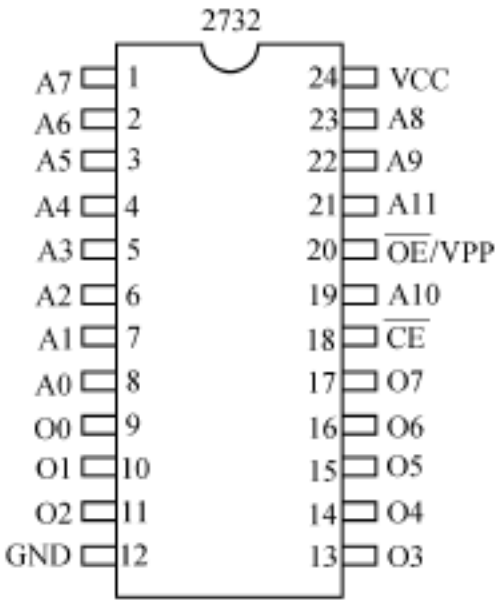 2732
A7 1 24 VCC
A6 2 23 A8
A5 3 22 A9
A4 4 21 A11
A3 5 20 O̅E̅/VPP
A2 6 19 A10
A1 7 18 C̅E̅
A0 8 17 O7
O0 9 16 O6
O1 10 15 O5
O2 11 14 O4
GND 12 13 O3